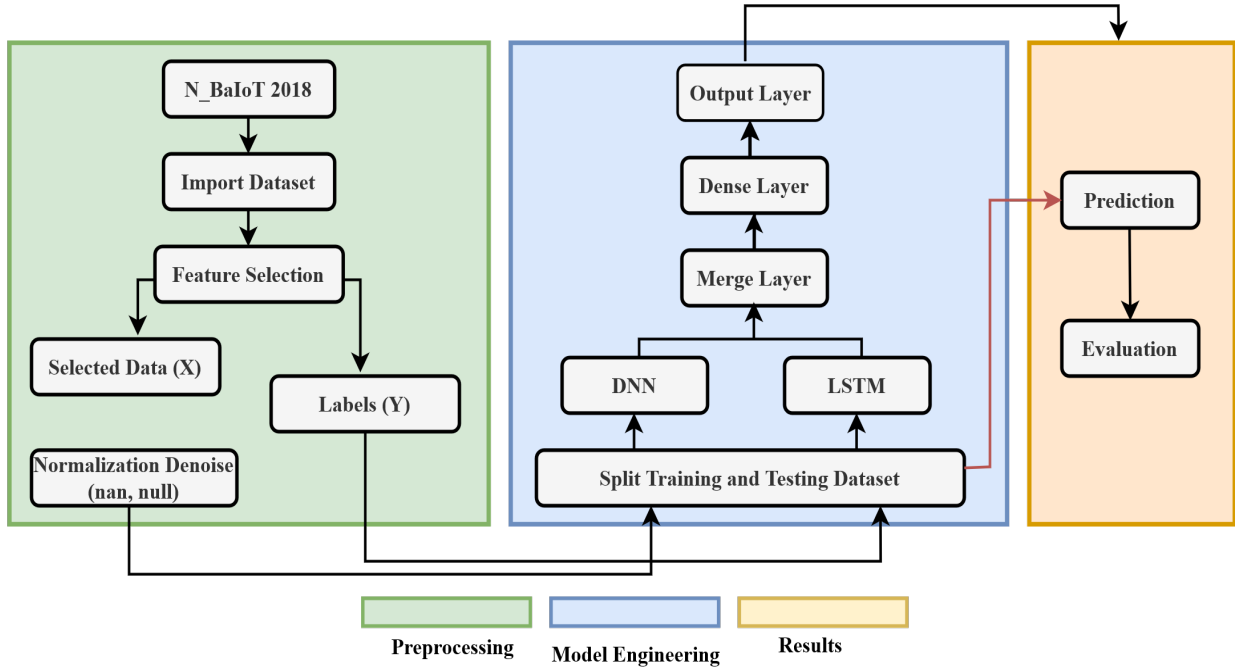 N_BaIoT 2018
Import Dataset
Feature Selection
Selected Data (X)
Labels (Y)
Normalization Denoise
(nan, null)
Output Layer
Dense Layer
Merge Layer
DNN
LSTM
Split Training and Testing Dataset
Prediction
Evaluation
Preprocessing
Model Engineering
Results